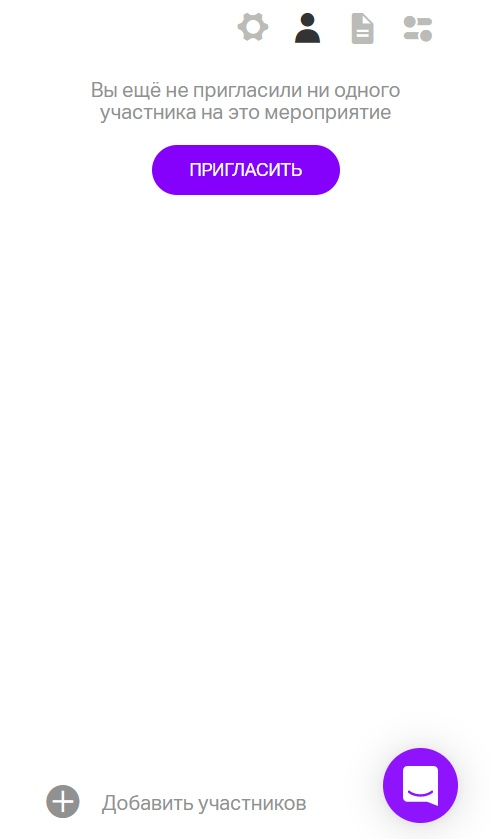 Вы ещё не пригласили ни одного
участника на это мероприятие
ПРИГЛАСИТЬ
Добавить участников